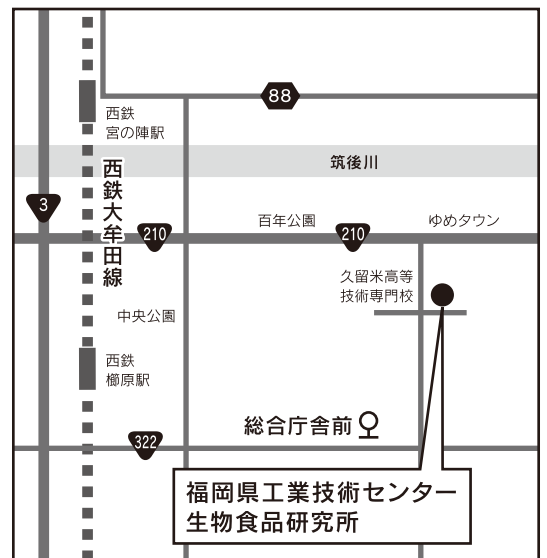 88
西鉄
宮の陣駅
筑後川
西鉄大牟田線
3
210
百年公園
210
ゆめタウン
久留米高等
技術専門校
中央公園
西鉄
櫛原駅
総合庁舎前
322
福岡県工業技術センター
生物食品研究所